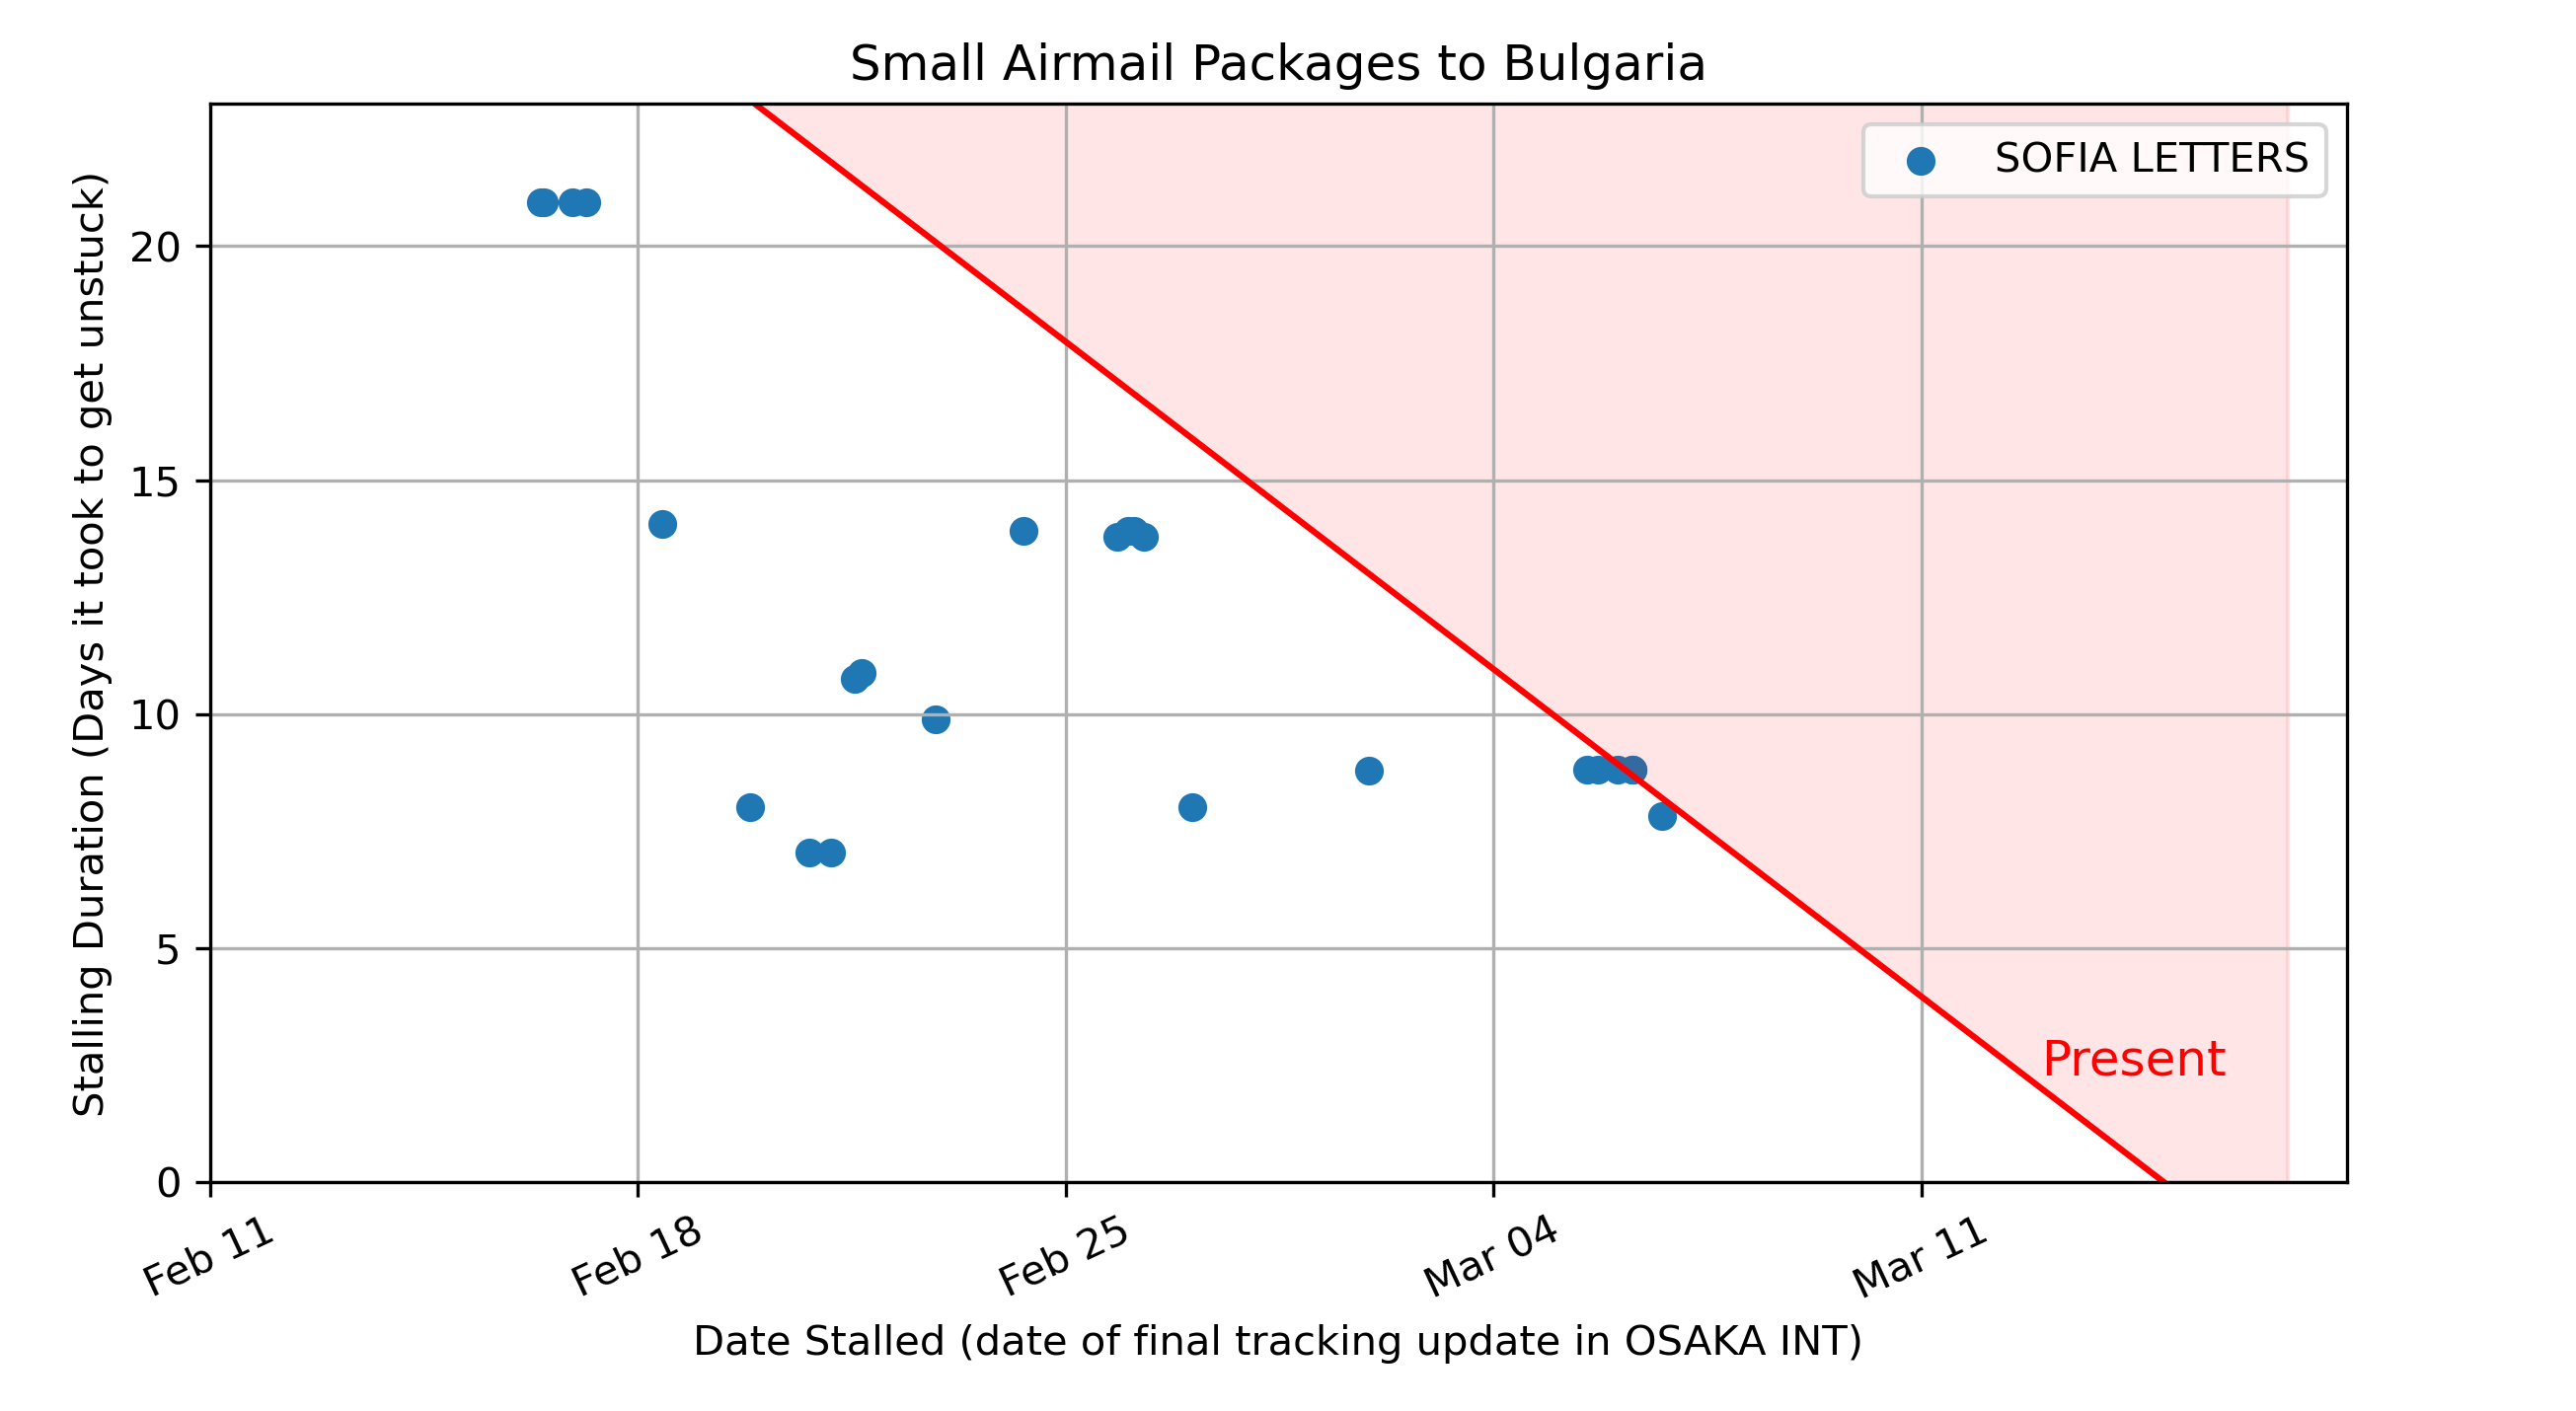 Small Airmail Packages to Bulgaria
SOFIA LETTERS
Stalling Duration (Days it took to get unstuck)
20
15
10
5
0
Present
Feb 11
Feb 18
Feb 25
Mar 04
Mar 11
Date Stalled (date of final tracking update in OSAKA INT)